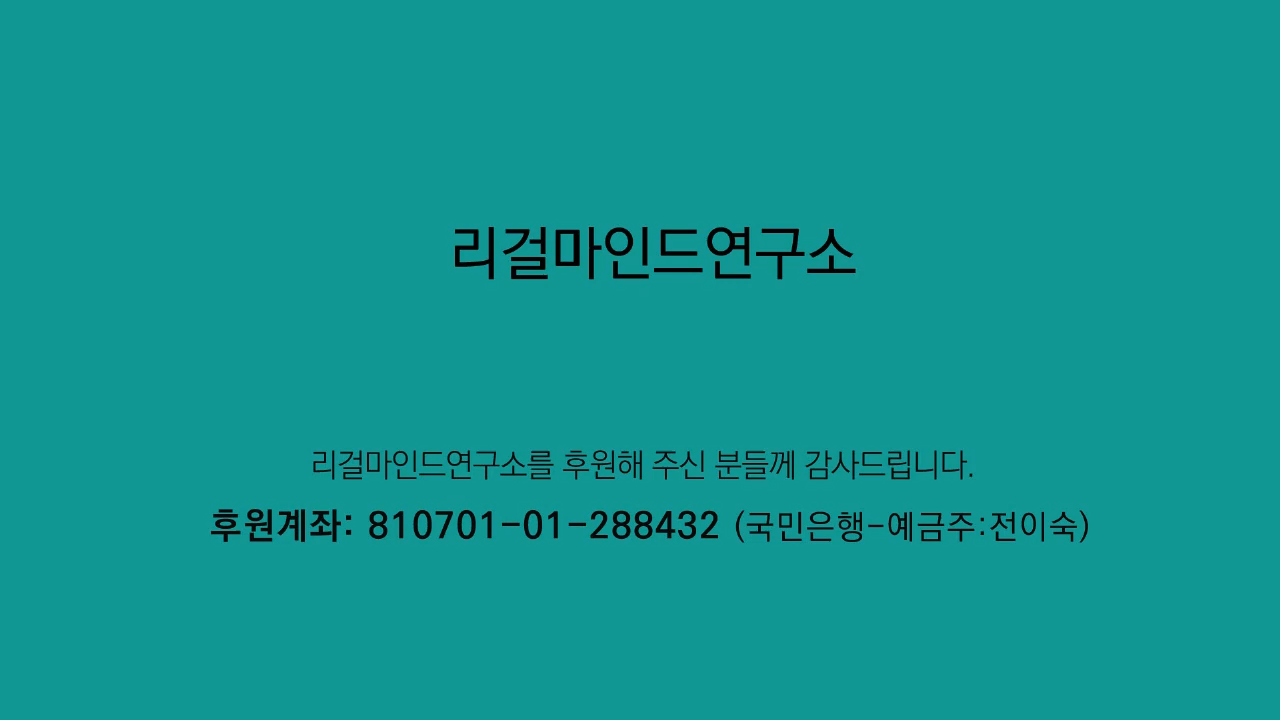 리걸마인드연구소
리걸마인드연구소를 후원해 주신 분들께 감사드립니다.
후원계좌: 810701-01-288432 (국민은행-예금주:전이숙)